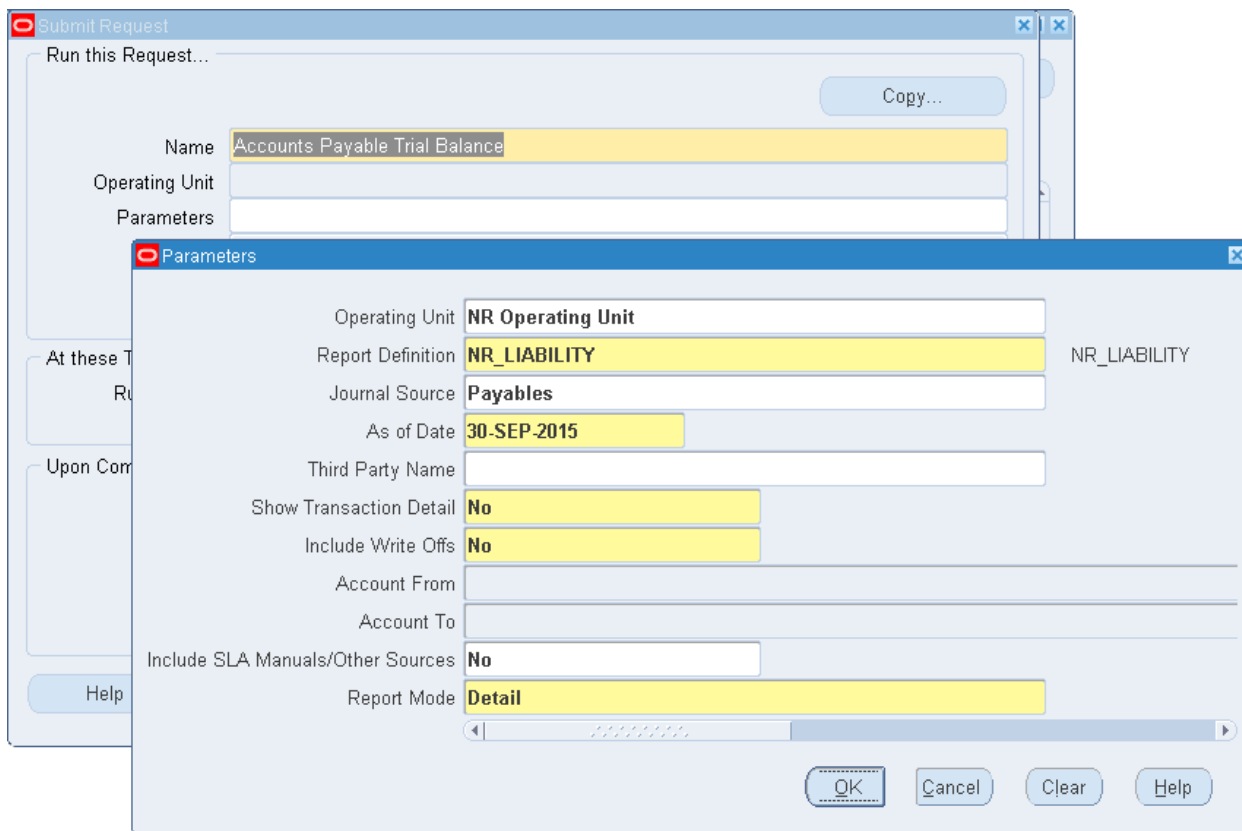 Submit Request
Run this Request...
Copy...
Name Accounts Payable Trial Balance
Operating Unit
Parameters
Parameters
Operating Unit NR Operating Unit
Report Definition NR_LIABILITY NR_LIABILITY
At these T
Journal Source Payables
Ru
As of Date 30-SEP-2015
Upon Com
Third Party Name
Show Transaction Detail No
Include Write Offs No
Account From
Account To
Include SLA Manuals/Other Sources No
Help
Report Mode Detail
OK Cancel Clear Help